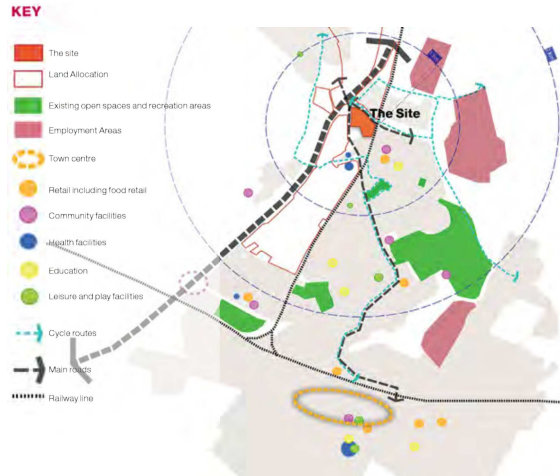 KEY
The site
Land Allocation
Existing open spaces and recreation areas
Employment Areas
Town centre
Retail including food retail
Community facilities
Health facilities
Education
Leisure and play facilities
Cycle routes
Main roads
Railway line
The Site